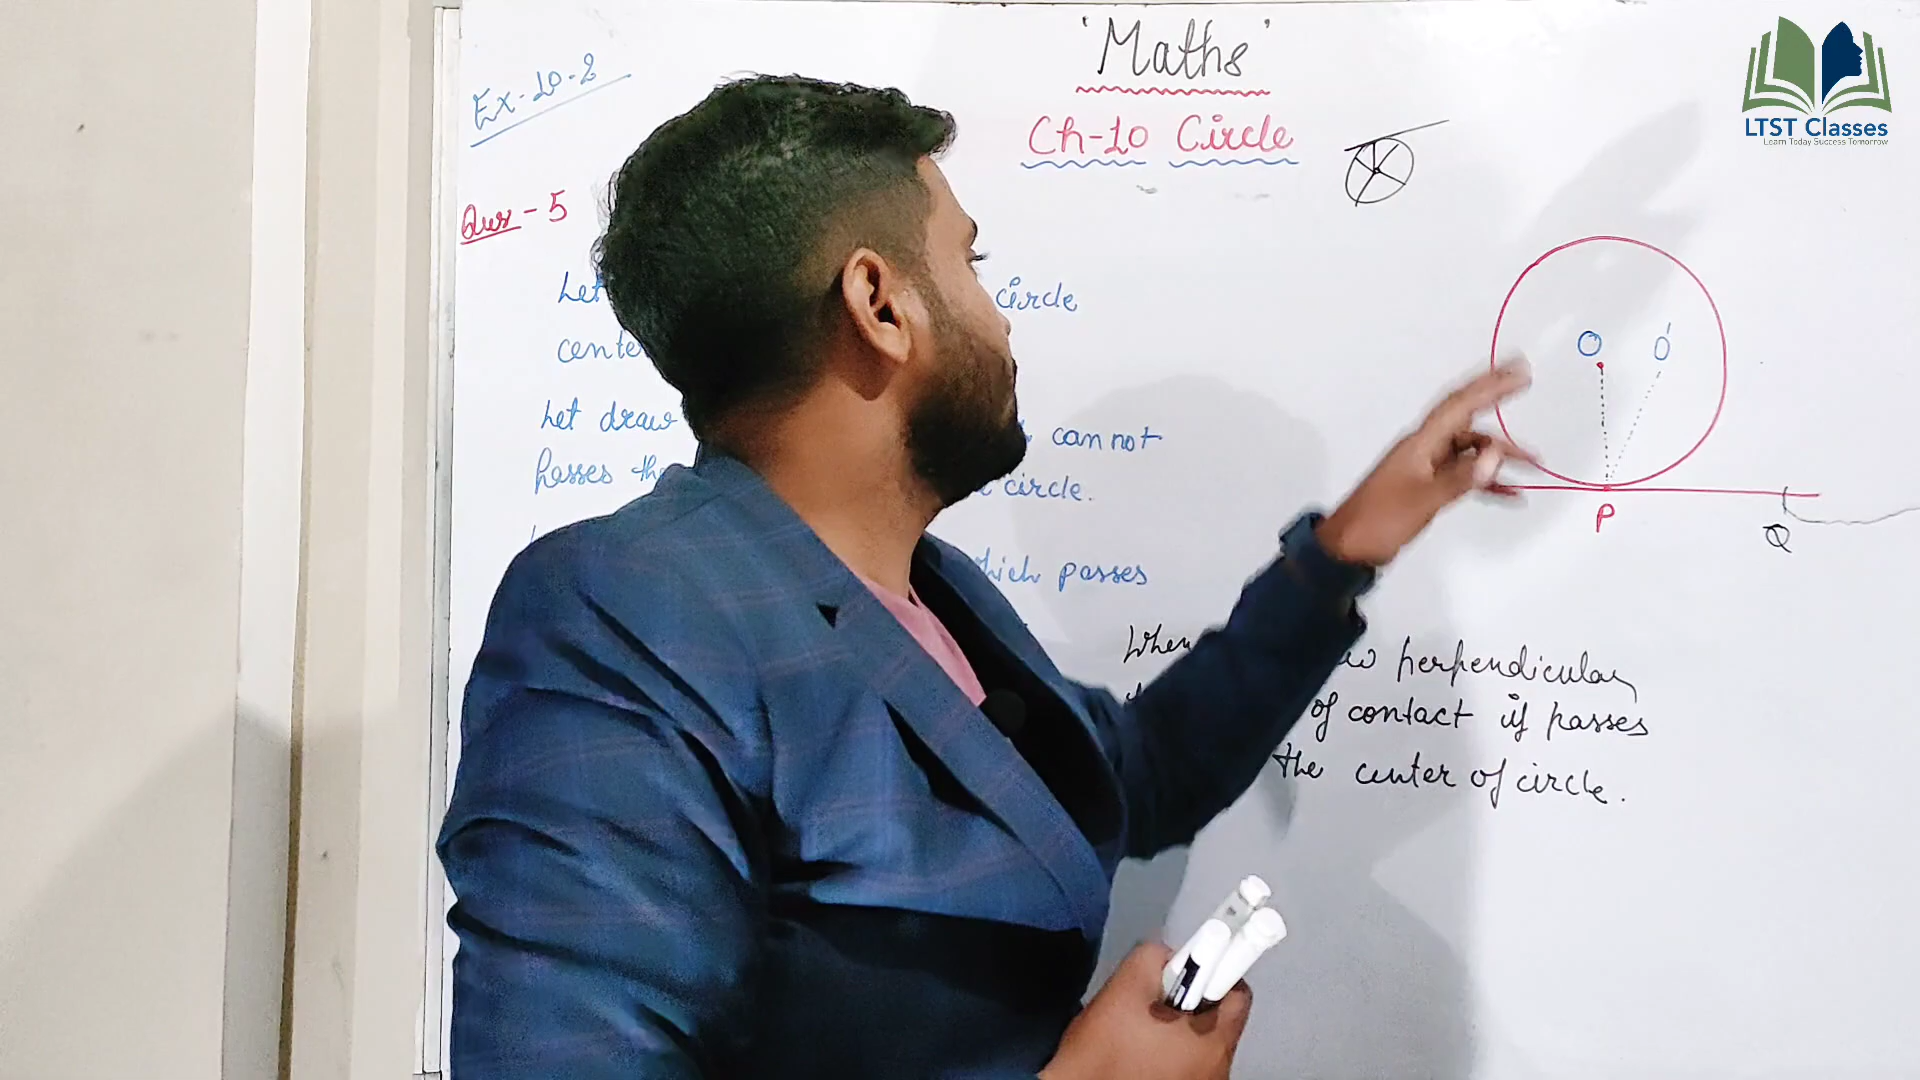 Ex-10-2
'Maths'
Ch-10 Circle
LTST Classes
Learn Today Success Tomorrow
Ques-5
Let circle
cente
Let draw can not
passes th circle.
which passes
O O'
P
Q
When perpendicular
of contact if passes
the center of circle.